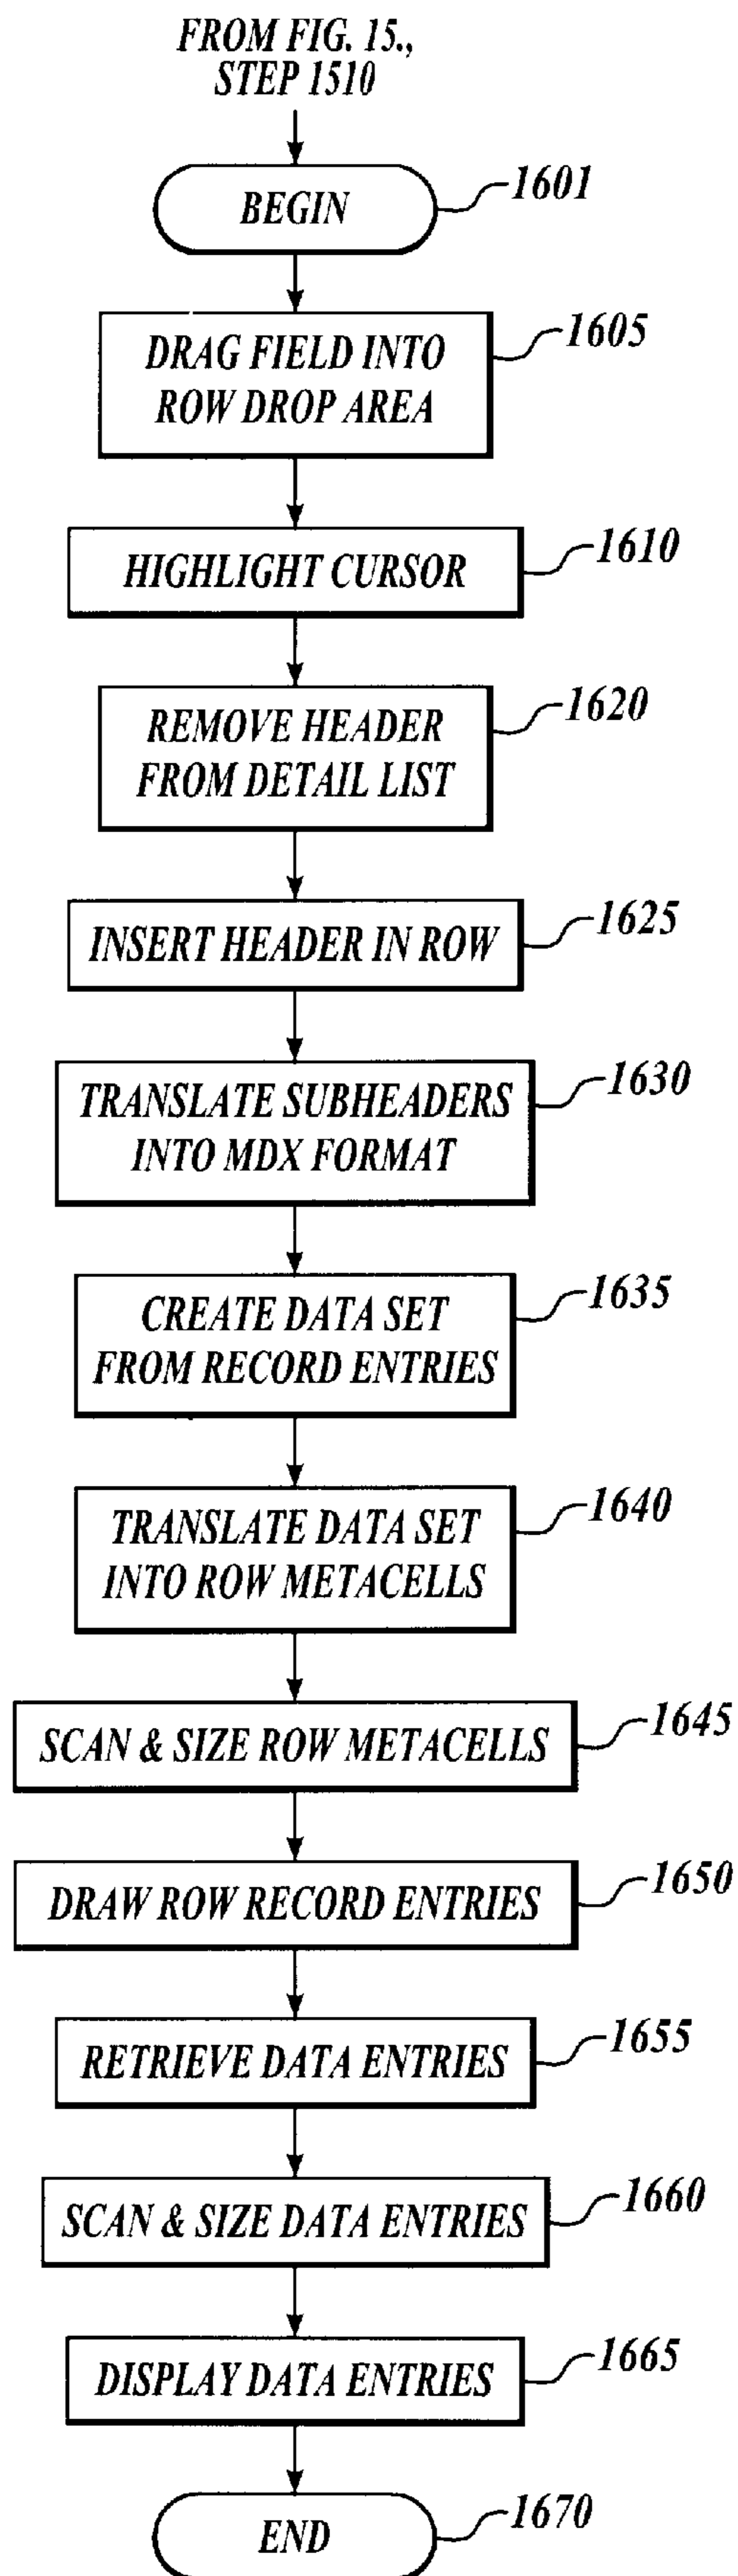 FROM FIG. 15.,
STEP 1510
BEGIN
1601
DRAG FIELD INTO
ROW DROP AREA
1605
HIGHLIGHT CURSOR
1610
REMOVE HEADER
FROM DETAIL LIST
1620
INSERT HEADER IN ROW
1625
TRANSLATE SUBHEADERS
INTO MDX FORMAT
1630
CREATE DATA SET
FROM RECORD ENTRIES
1635
TRANSLATE DATA SET
INTO ROW METACELLS
1640
SCAN & SIZE ROW METACELLS
1645
DRAW ROW RECORD ENTRIES
1650
RETRIEVE DATA ENTRIES
1655
SCAN & SIZE DATA ENTRIES
1660
DISPLAY DATA ENTRIES
1665
END
1670